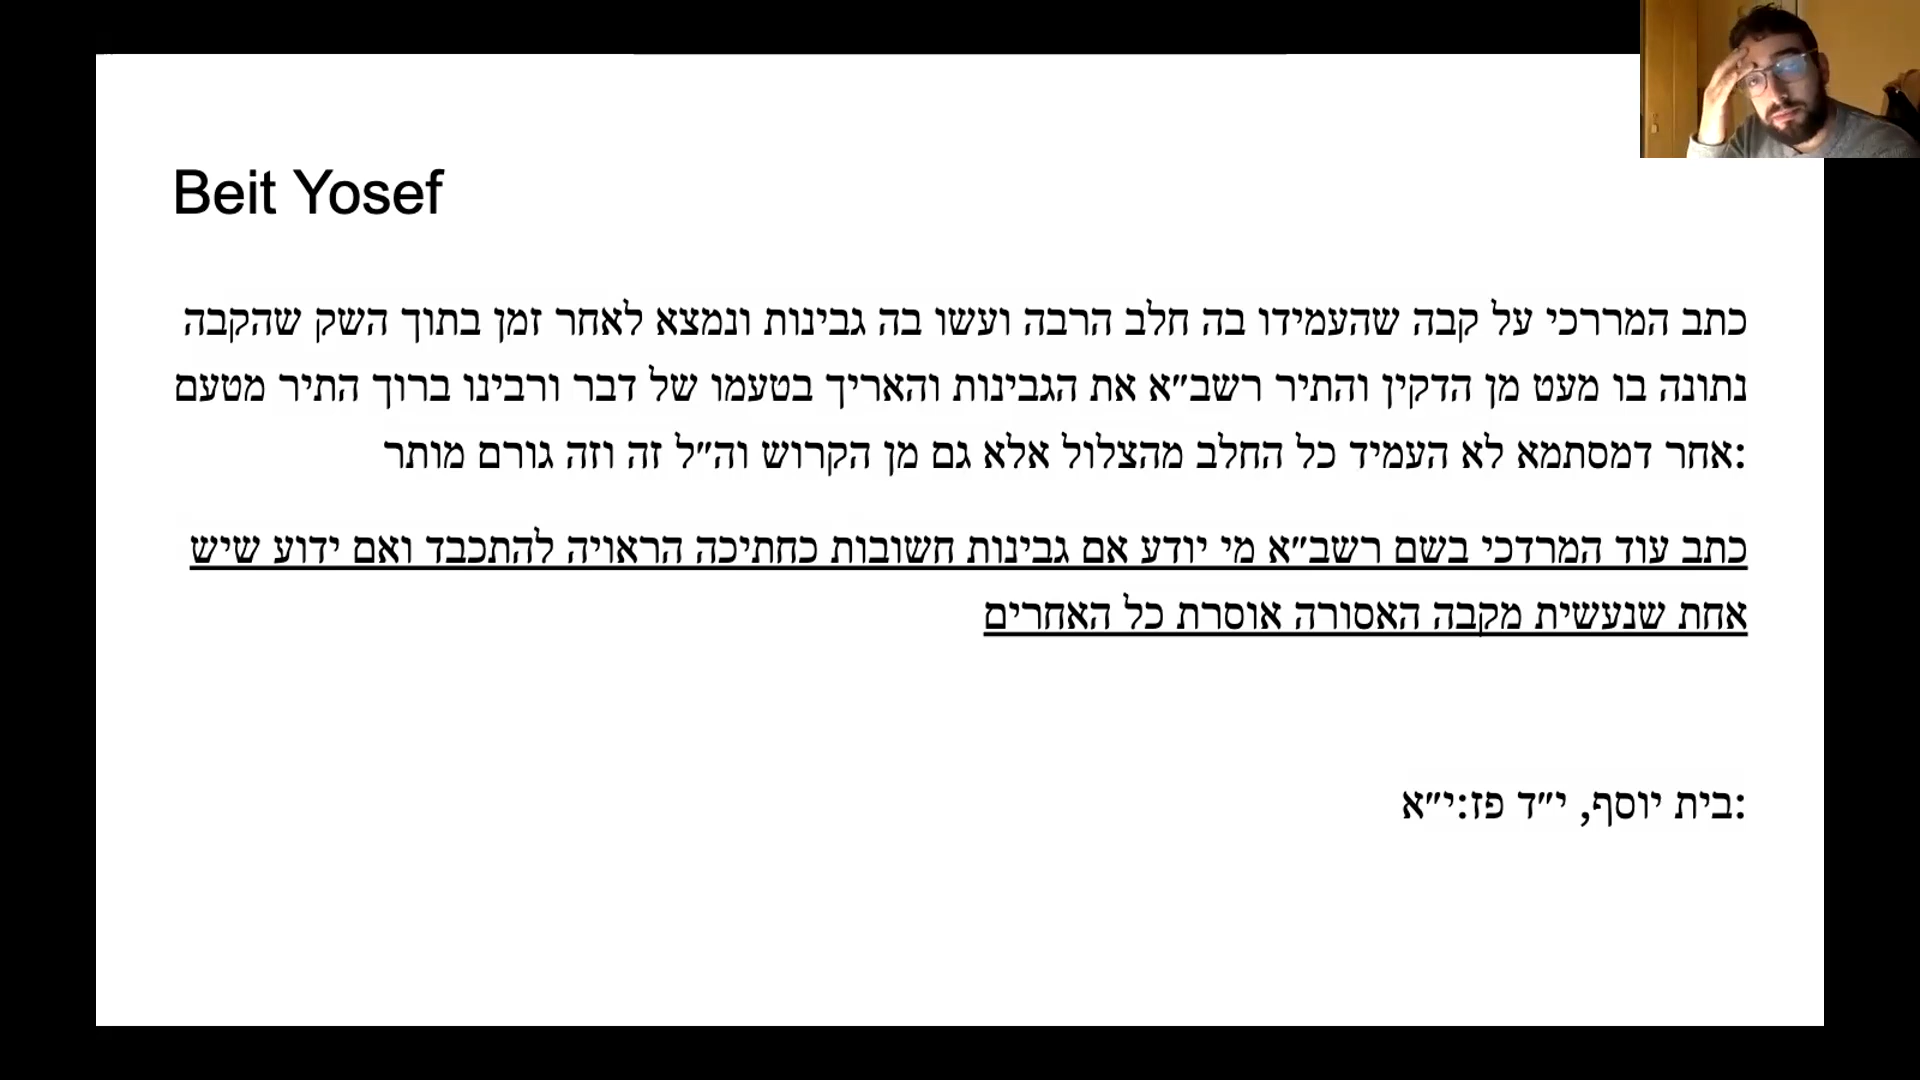 Beit Yosef
כתב המררכי על קבה שהעמידו בה חלב הרבה ועשו בה גבינות ונמצא לאחר זמן בתוך השק שהקבה
נתונה בו מעט מן הדקין והתיר רשב״א את הגבינות והאריך בטעמו של דבר ורבינו ברוך התיר מטעם
:אחר דמסתמא לא העמיד כל החלב מהצלול אלא גם מן הקרוש וה״ל זה וזה גורם מותר
כתב עוד המרדכי בשם רשב״א מי יודע אם גבינות חשובות כחתיכה הראויה להתכבד ואם ידוע שיש
אחת שנעשית מקבה האסורה אוסרת כל האחרים
:בית יוסף, י״ד פז:י״א